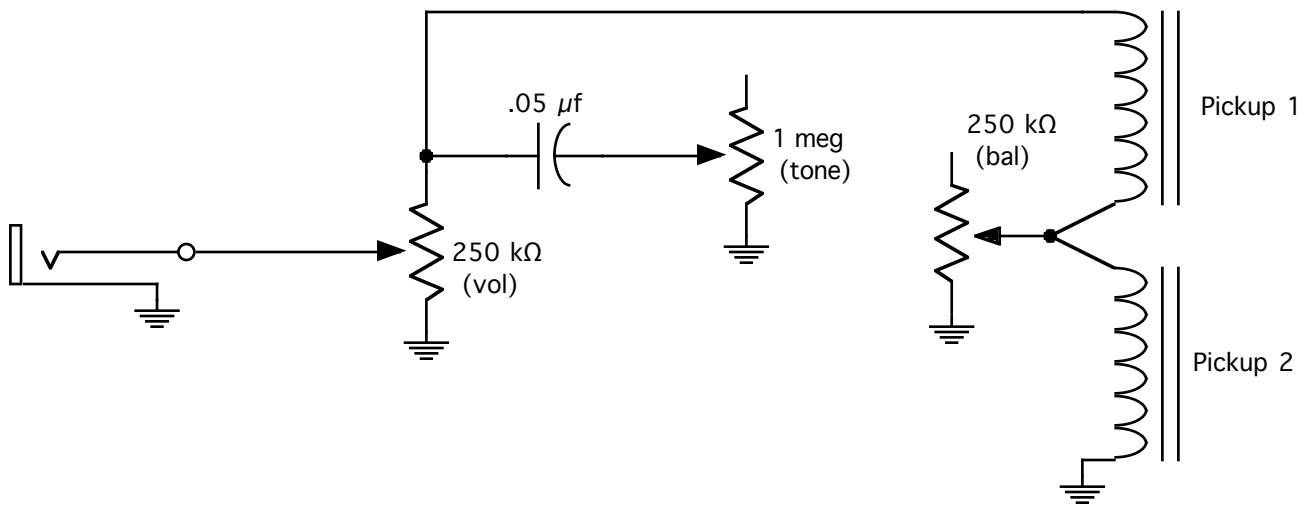 .05 µf
1 meg
(tone)
250 kΩ
(vol)
250 kΩ
(bal)
Pickup 1
Pickup 2